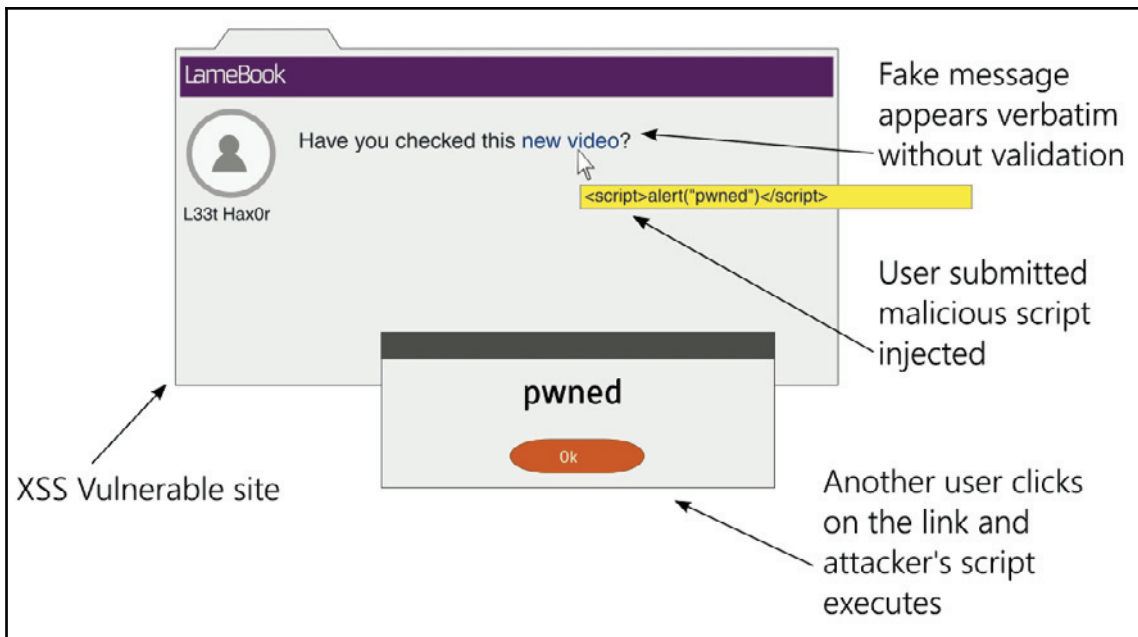 LameBook
Have you checked this new video?
<script>alert("pwned")</script>
L33t Hax0r
Fake message
appears verbatim
without validation
User submitted
malicious script
injected
pwned
Ok
XSS Vulnerable site
Another user clicks
on the link and
attacker's script
executes